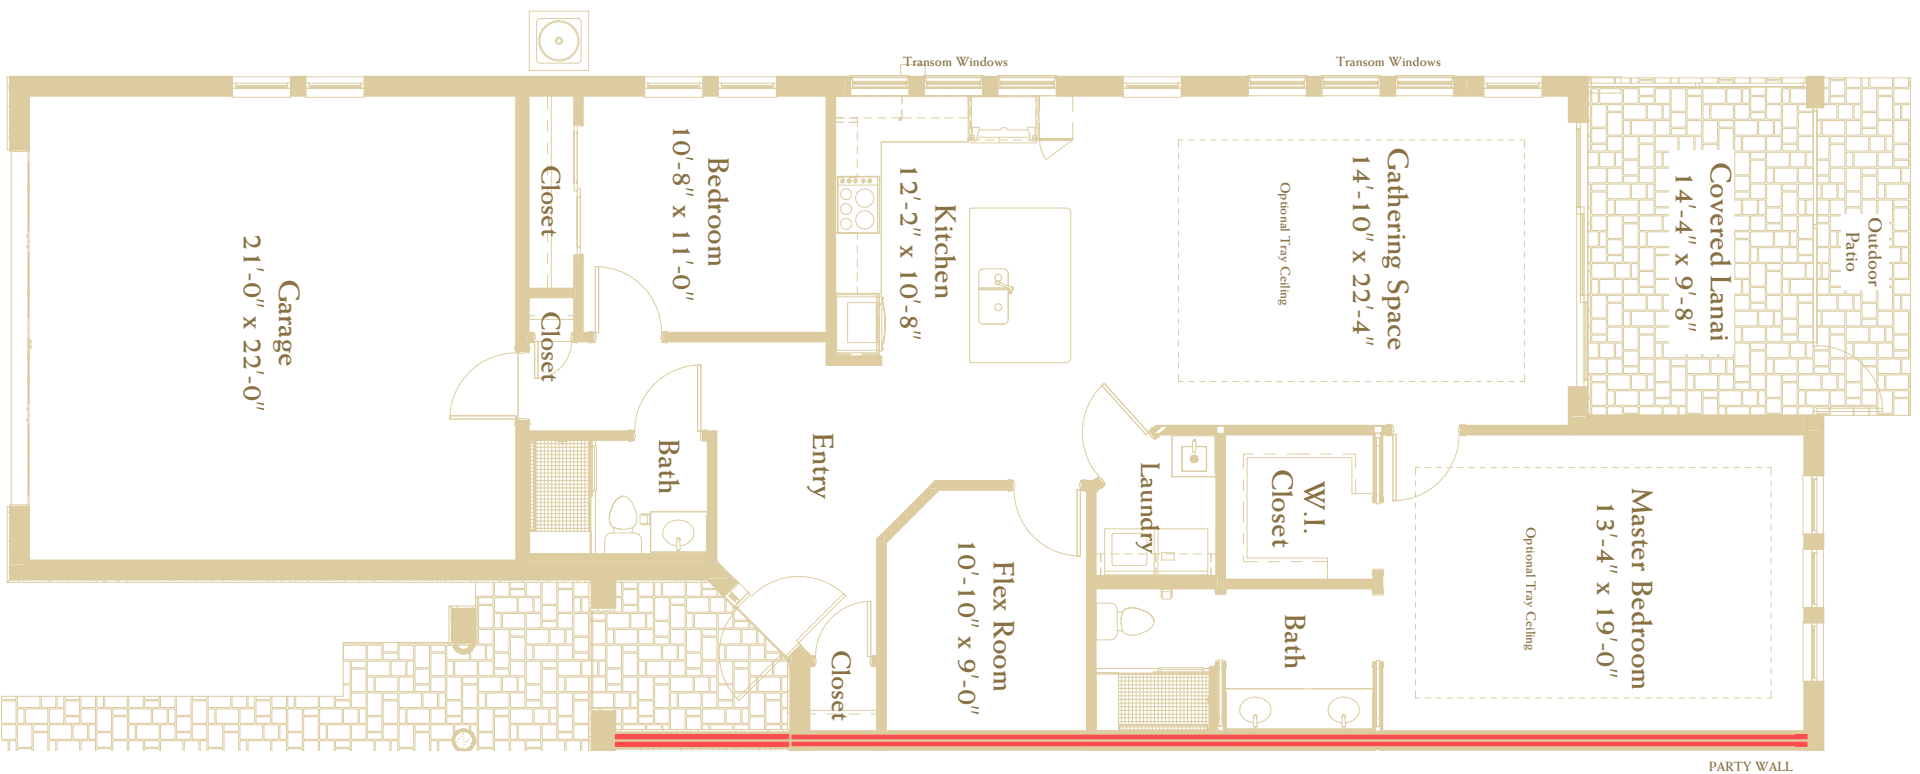 Transom Windows
Transom Windows
Garage
21'-0" x 22'-0"
Closet
Closet
Bedroom
10'-8" x 11'-0"
Kitchen
12'-2" x 10'-8"
Gathering Space
14'-10" x 22'-4"
Optional Tray Ceiling
Covered Lanai
14'-4" x 9'-8"
Outdoor
Patio
Bath
Entry
Laundry
W.I.
Closet
Master Bedroom
13'-4" x 19'-0"
Optional Tray Ceiling
Flex Room
10'-10" x 9'-0"
Closet
Bath
PARTY WALL